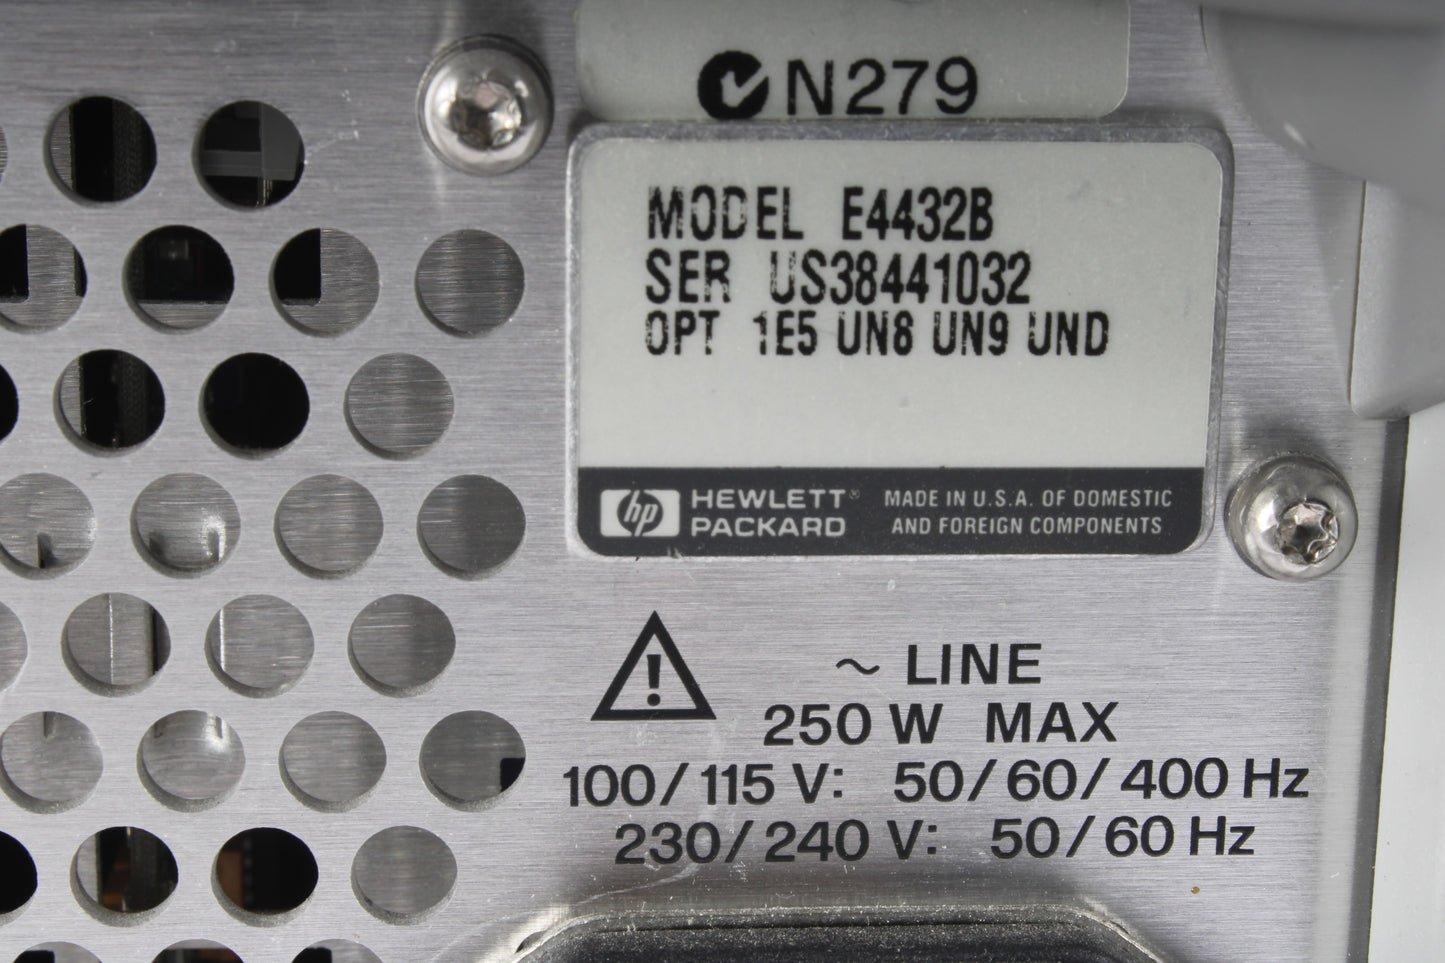 N279
MODEL E4432B
SER US38441032
OPT 1E5 UN8 UN9 UND
hp HEWLETT® PACKARD
MADE IN U.S.A. OF DOMESTIC
AND FOREIGN COMPONENTS
! ~ LINE
250 W MAX
100/115 V: 50/60/400 Hz
230/240 V: 50/60 Hz